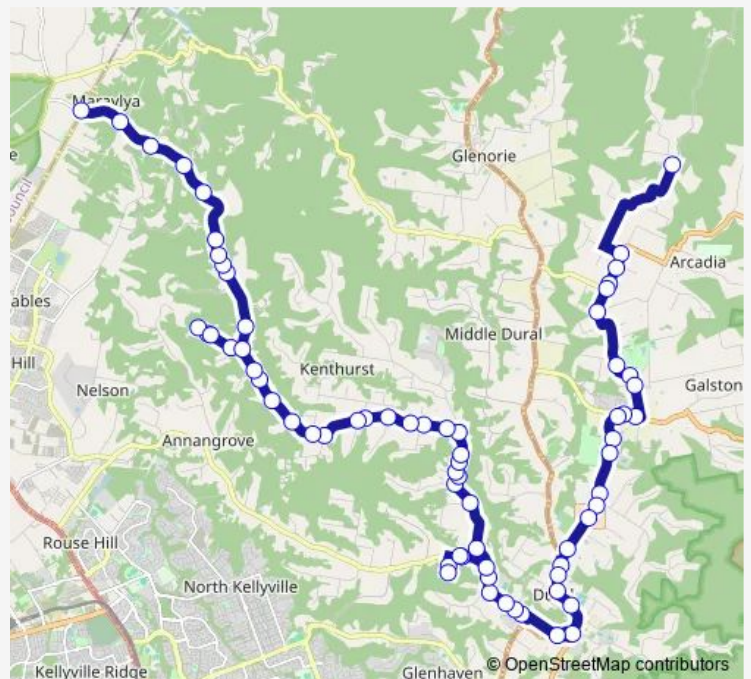 Maraylya
Glenorie
Council
Arcadia
ables
Middle Dural
Hill
Kenthurst
Nelson
Galston
Annangrove
Rouse Hill
North Kellyville
Kellyville Ridge
Glenhaven
© OpenStreetMap contributors